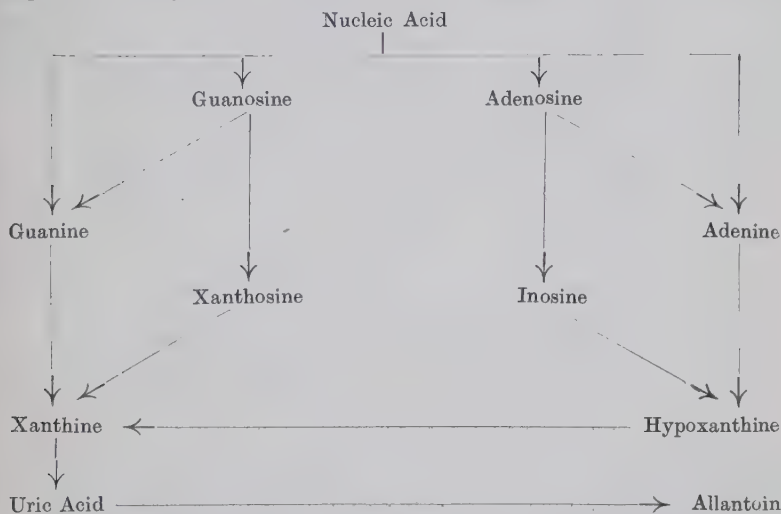 Nucleic Acid
Guanosine Adenosine
Guanine Adenine
Xanthosine Inosine
Xanthine Hypoxanthine
Uric Acid Allantoin